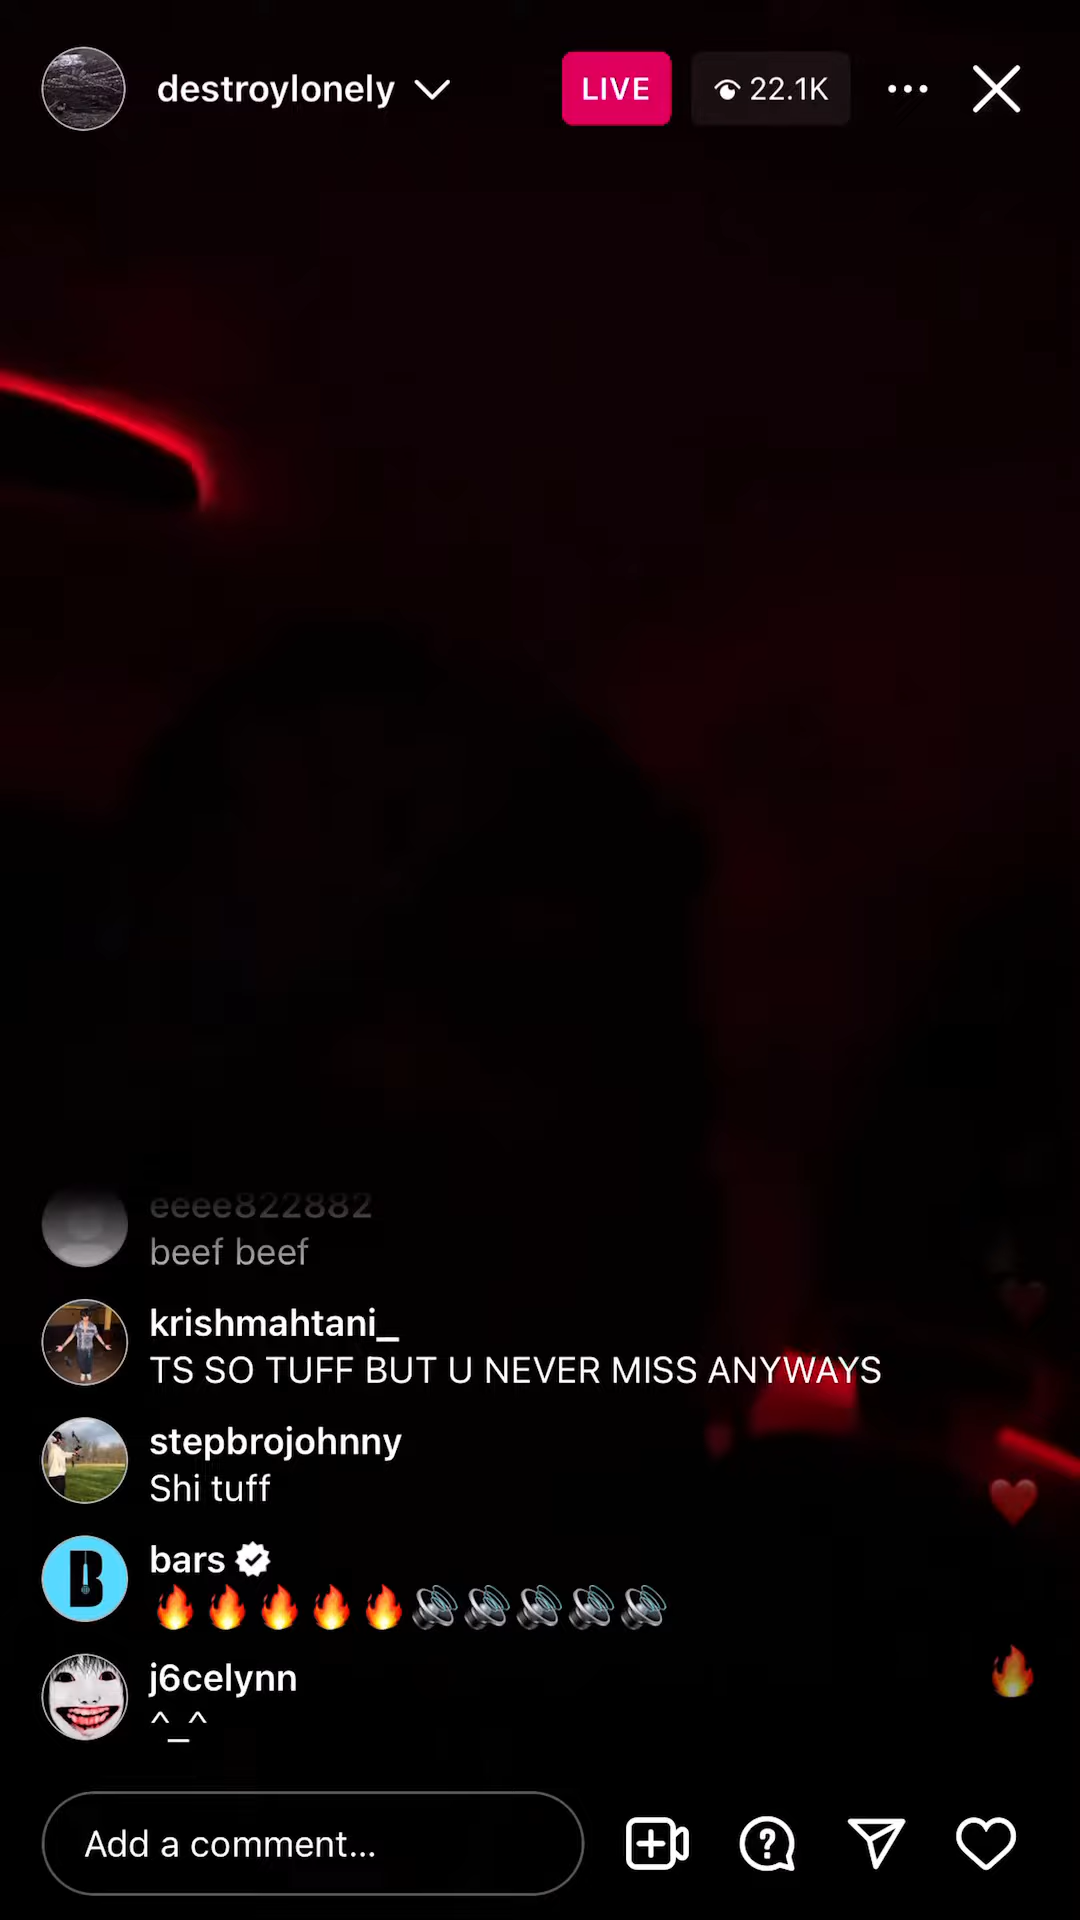 destroylonely
LIVE
22.1K
eeee822882
beef beef
krishmahtani_
TS SO TUFF BUT U NEVER MISS ANYWAYS
stepbrojohnny
Shi tuff
B
bars
🔥🔥🔥🔥🔥🔊🔊🔊🔊🔊
j6celynn
^_^
Add a comment...